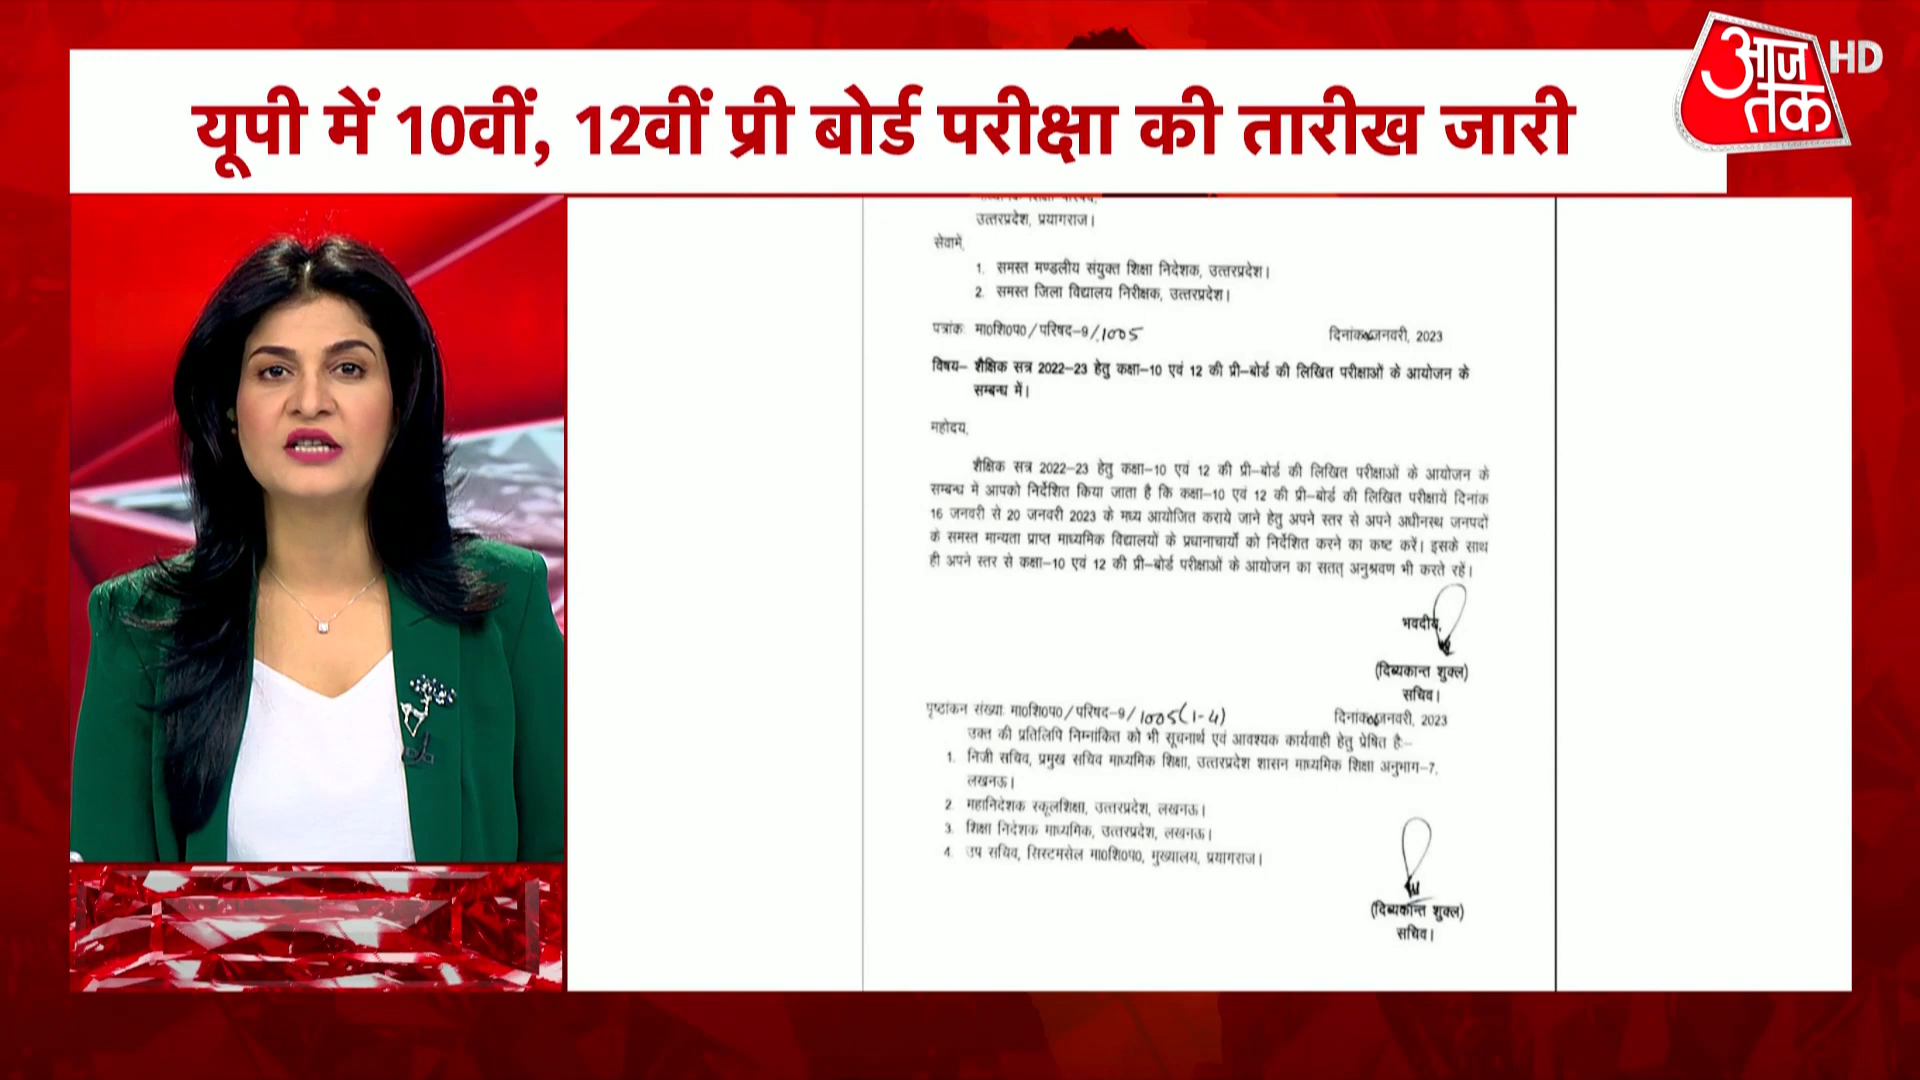 यूपी में 10वीं, 12वीं प्री बोर्ड परीक्षा की तारीख जारी
आज
तक
HD
उत्तरप्रदेश, प्रयागराज।
सेवामें,
1. समस्त मण्डलीय संयुक्त शिक्षा निदेशक, उत्तरप्रदेश।
2. समस्त जिला विद्यालय निरीक्षक, उत्तरप्रदेश।
पत्रांक: मा0शि0प0/परिषद-9/1005 दिनांक जनवरी, 2023
विषय- शैक्षिक सत्र 2022-23 हेतु कक्षा-10 एवं 12 की प्री-बोर्ड की लिखित परीक्षाओं के आयोजन के
सम्बन्ध में।
महोदय,
शैक्षिक सत्र 2022-23 हेतु कक्षा-10 एवं 12 की प्री-बोर्ड की लिखित परीक्षाओं के आयोजन के
सम्बन्ध मे आपको निर्देशित किया जाता है कि कक्षा-10 एवं 12 की प्री-बोर्ड की लिखित परीक्षायें दिनांक
16 जनवरी से 20 जनवरी 2023 के मध्य आयोजित कराये जाने हेतु अपने स्तर से अपने अधीनस्थ जनपदों
के समस्त मान्यता प्राप्त माध्यमिक विद्यालयों के प्रधानाचार्यो को निर्देशित करने का कष्ट करें। इसके साथ
ही अपने स्तर से कक्षा-10 एवं 12 की प्री-बोर्ड परीक्षाओं के आयोजन का सतत् अनुश्रवण भी करते रहें।
भवदीय,
(दिब्यकान्त शुक्ल)
सचिव।
पृष्ठांकन संख्या: मा0शि0प0/परिषद-9/1005(1-4) दिनांक जनवरी, 2023
उक्त की प्रतिलिपि निम्नांकित को भी सूचनार्थ एवं आवश्यक कार्यवाही हेतु प्रेषित है:-
1. निजी सचिव, प्रमुख सचिव माध्यमिक शिक्षा, उत्तरप्रदेश शासन माध्यमिक शिक्षा अनुभाग-7,
लखनऊ।
2. महानिदेशक स्कूलशिक्षा, उत्तरप्रदेश, लखनऊ।
3. शिक्षा निदेशक माध्यमिक, उत्तरप्रदेश, लखनऊ।
4. उप सचिव, सिस्टमसेल मा0शि0प0, मुख्यालय, प्रयागराज।
(दिब्यकान्त शुक्ल)
सचिव।